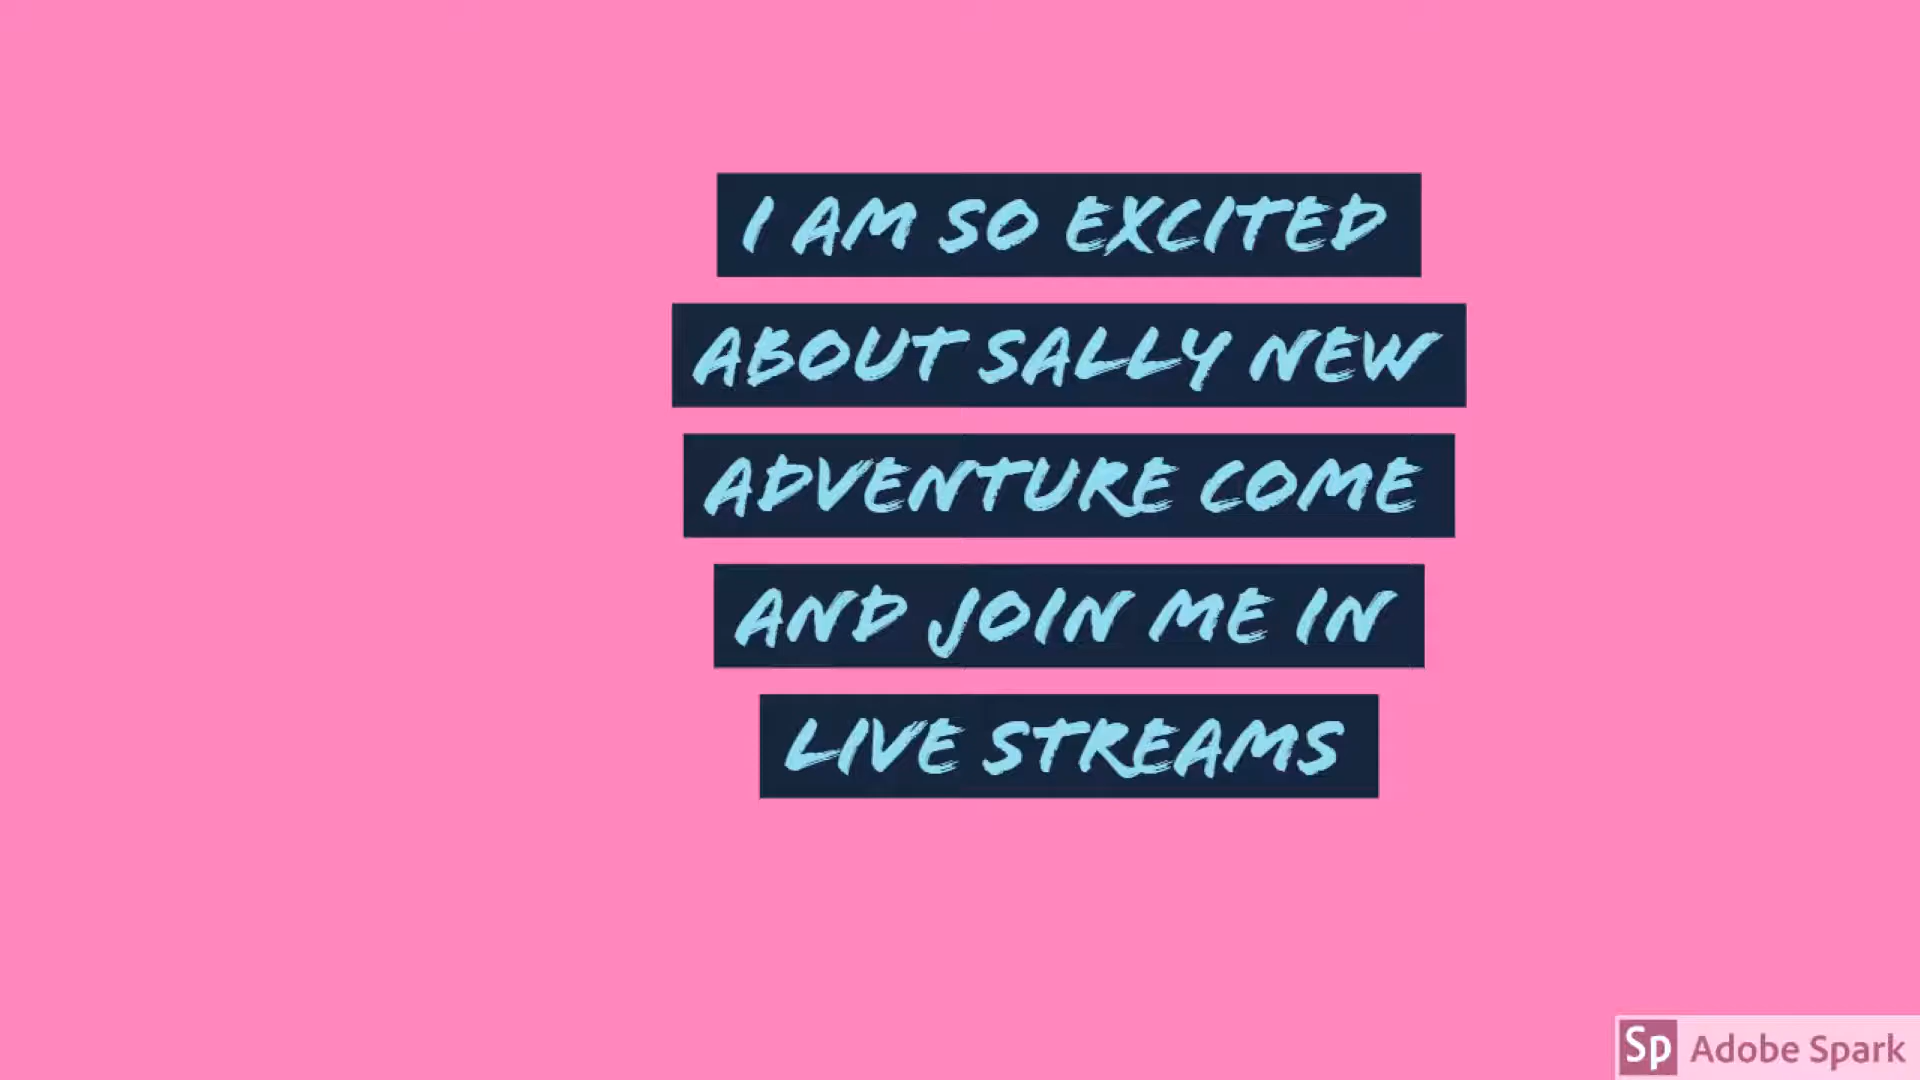 I AM SO EXCITED
ABOUT SALLY NEW
ADVENTURE COME
AND JOIN ME IN
LIVE STREAMS
Sp Adobe Spark